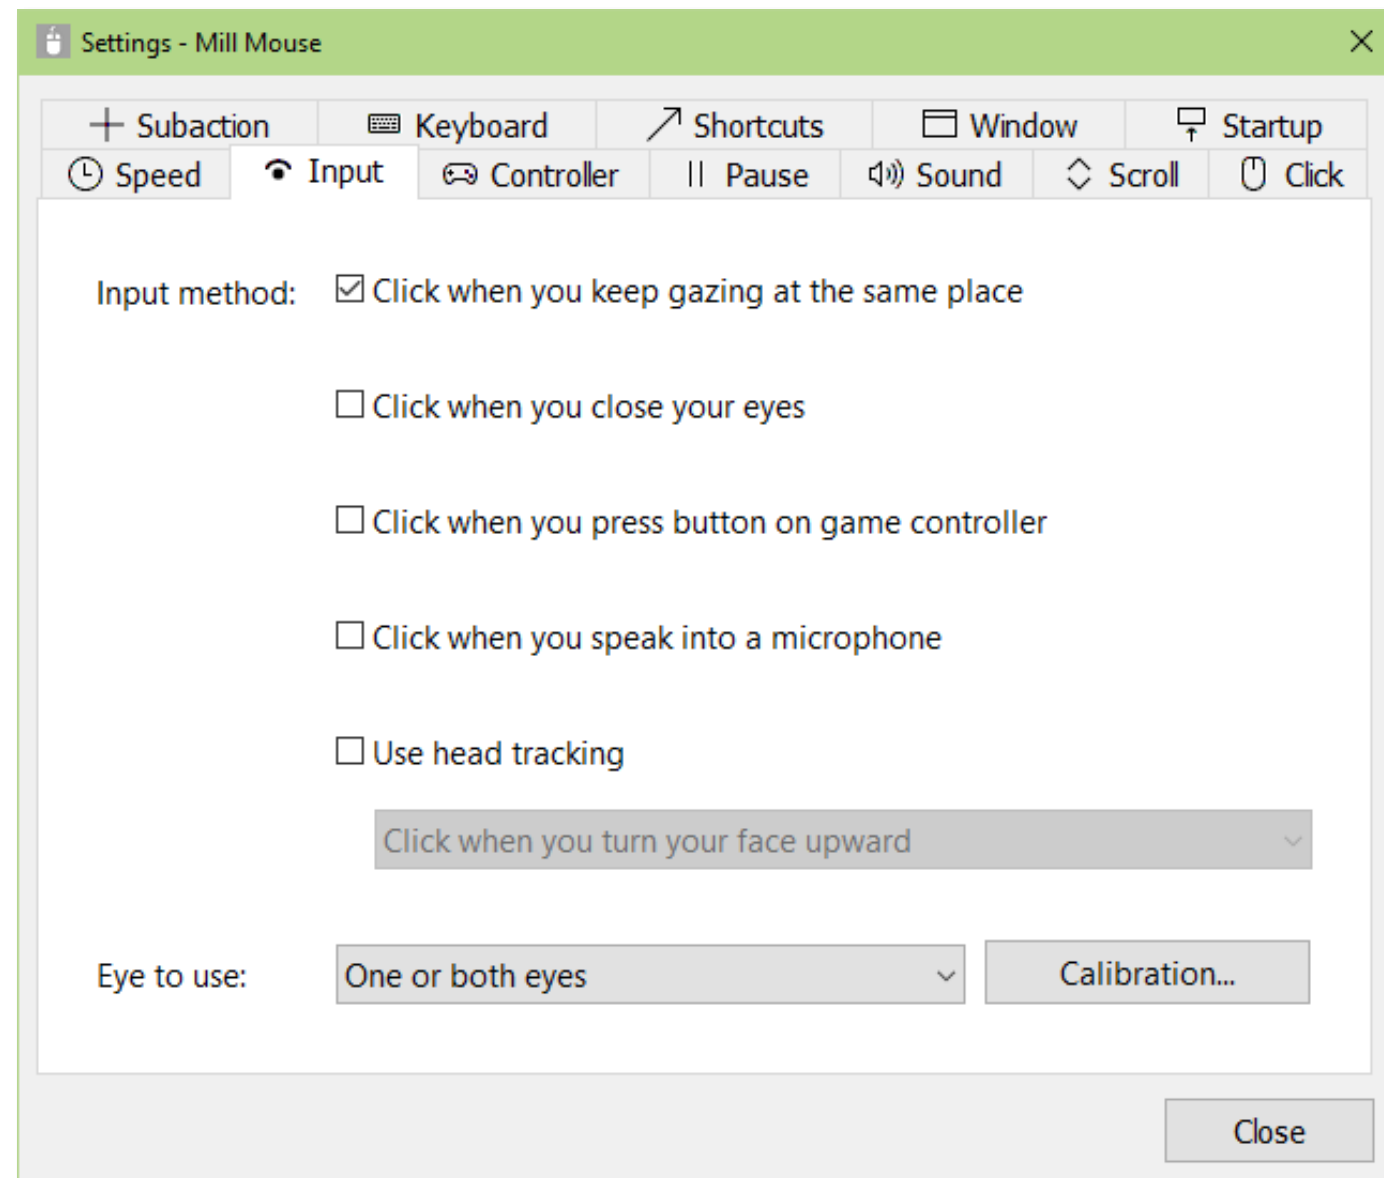 Settings - Mill Mouse
Subaction Keyboard Shortcuts Window Startup
Speed Input Controller Pause Sound Scroll Click
Input method: Click when you keep gazing at the same place
Click when you close your eyes
Click when you press button on game controller
Click when you speak into a microphone
Use head tracking
Click when you turn your face upward
Eye to use: One or both eyes Calibration...
Close